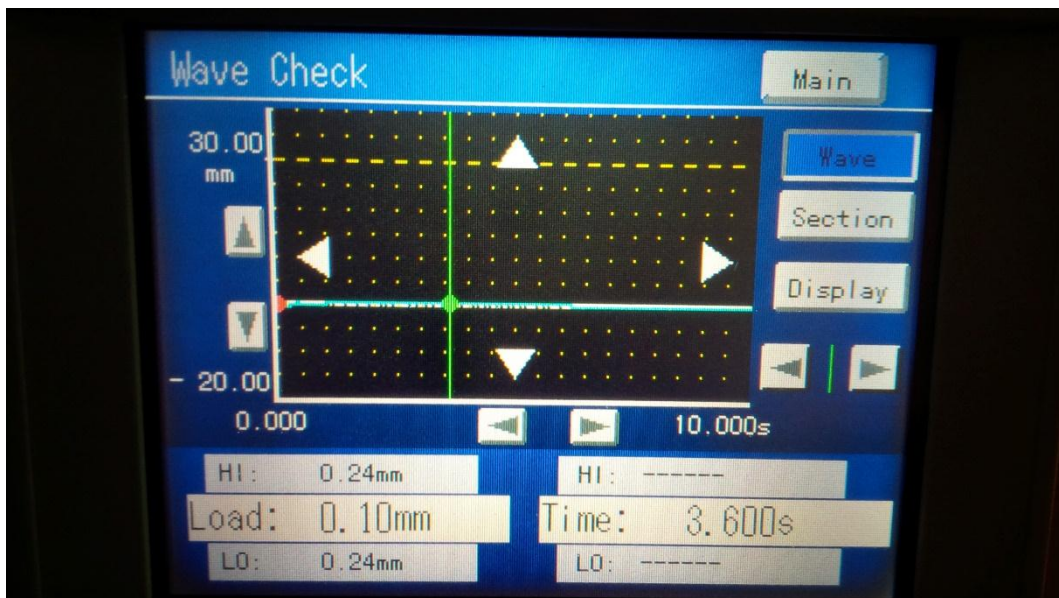 Wave Check
Main
30.00
mm
Wave
Section
Display
- 20.00
0.000
10.000s
HI: 0.24mm
HI: ------
Load: 0.10mm
Time: 3.600s
LO: 0.24mm
LO: ------